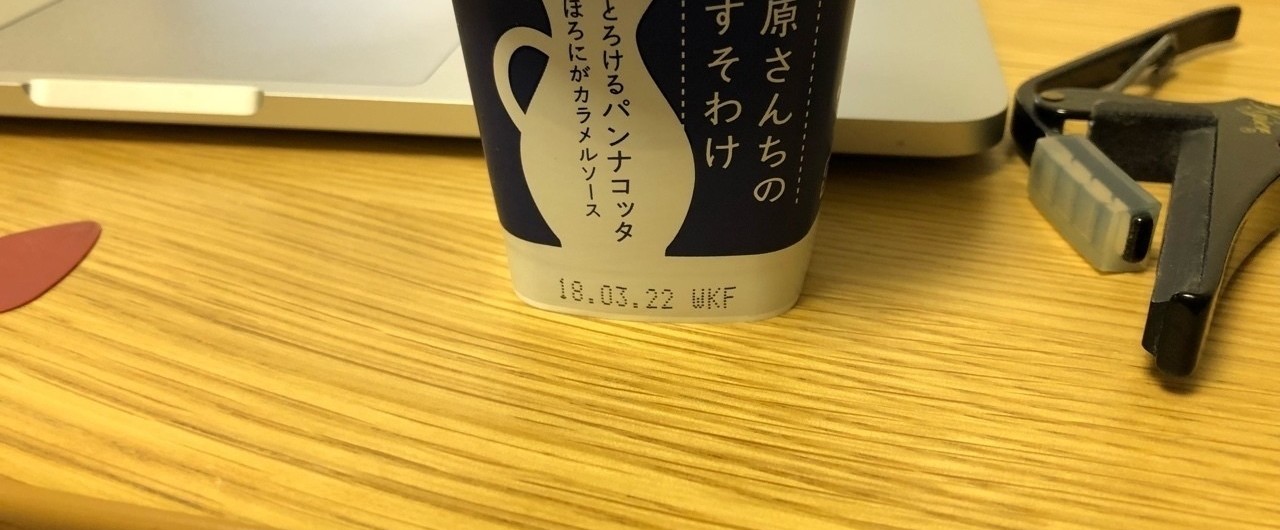 原さんちの
すそわけ
とろけるパンナコッタ
ほろにがカラメルソース
18.03.22 WKF